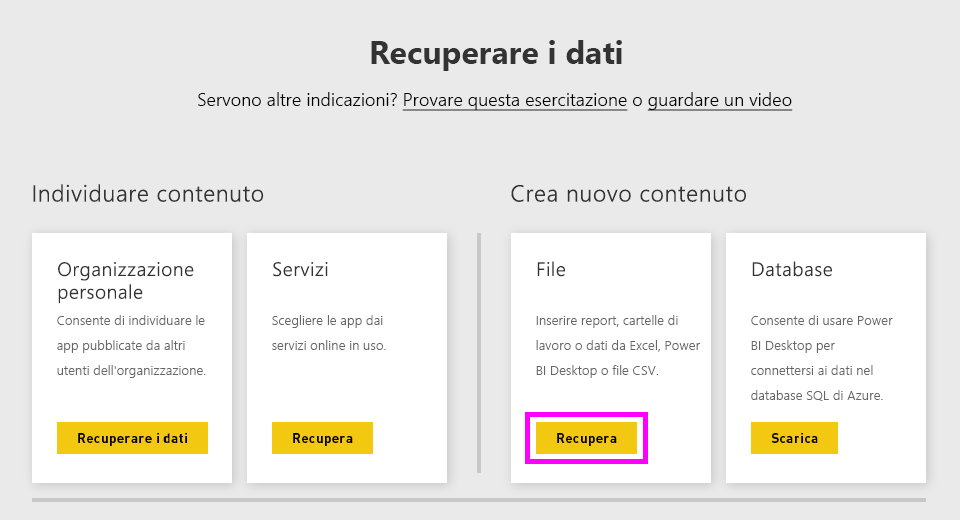 Recuperare i dati
Servono altre indicazioni? Provare questa esercitazione o guardare un video
Individuare contenuto
Organizzazione
personale
Consente di individuare le
app pubblicate da altri
utenti dell'organizzazione.
Recuperare i dati
Servizi
Scegliere le app dai
servizi online in uso.
Recupera
Crea nuovo contenuto
File
Inserire report, cartelle di
lavoro o dati da Excel, Power
BI Desktop o file CSV.
Recupera
Database
Consente di usare Power
BI Desktop per
connettersi ai dati nel
database SQL di Azure.
Scarica